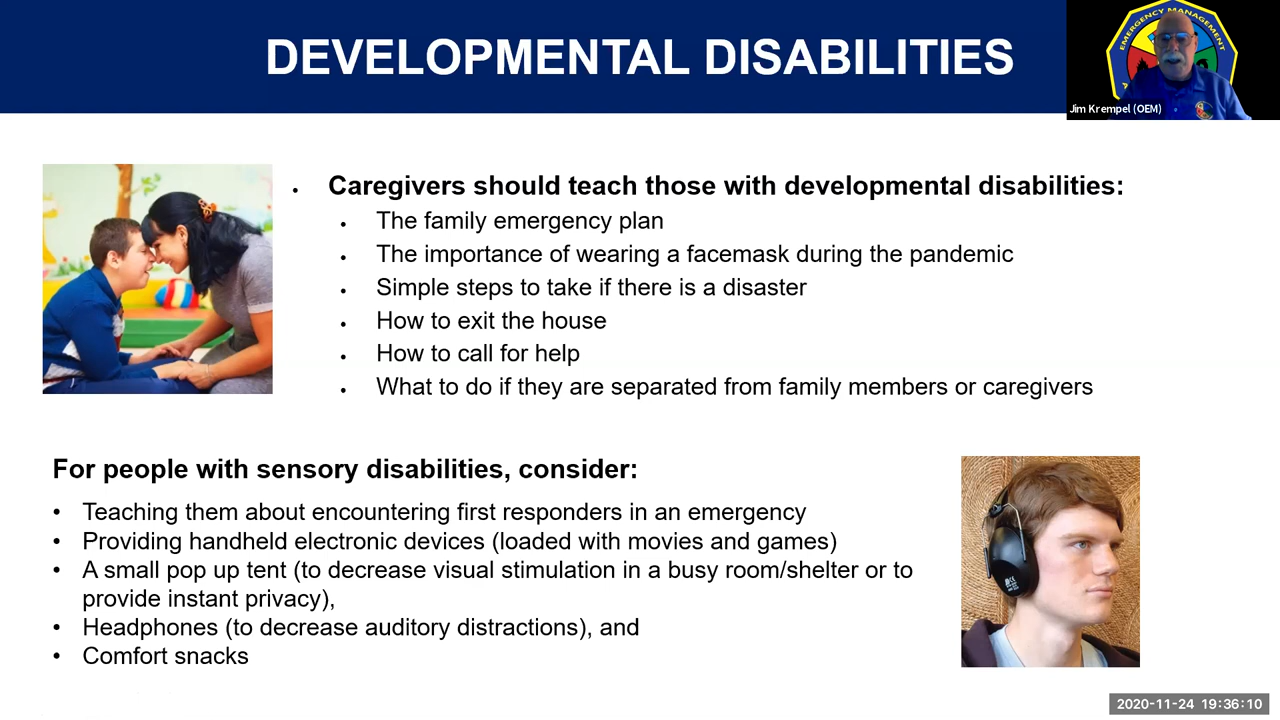 DEVELOPMENTAL DISABILITIES
EMERGENCY MANAGEMENT
Jim Krempel (OEM)
• Caregivers should teach those with developmental disabilities:
• The family emergency plan
• The importance of wearing a facemask during the pandemic
• Simple steps to take if there is a disaster
• How to exit the house
• How to call for help
• What to do if they are separated from family members or caregivers
For people with sensory disabilities, consider:
• Teaching them about encountering first responders in an emergency
• Providing handheld electronic devices (loaded with movies and games)
• A small pop up tent (to decrease visual stimulation in a busy room/shelter or to
provide instant privacy),
• Headphones (to decrease auditory distractions), and
• Comfort snacks
2020-11-24 19:36:10